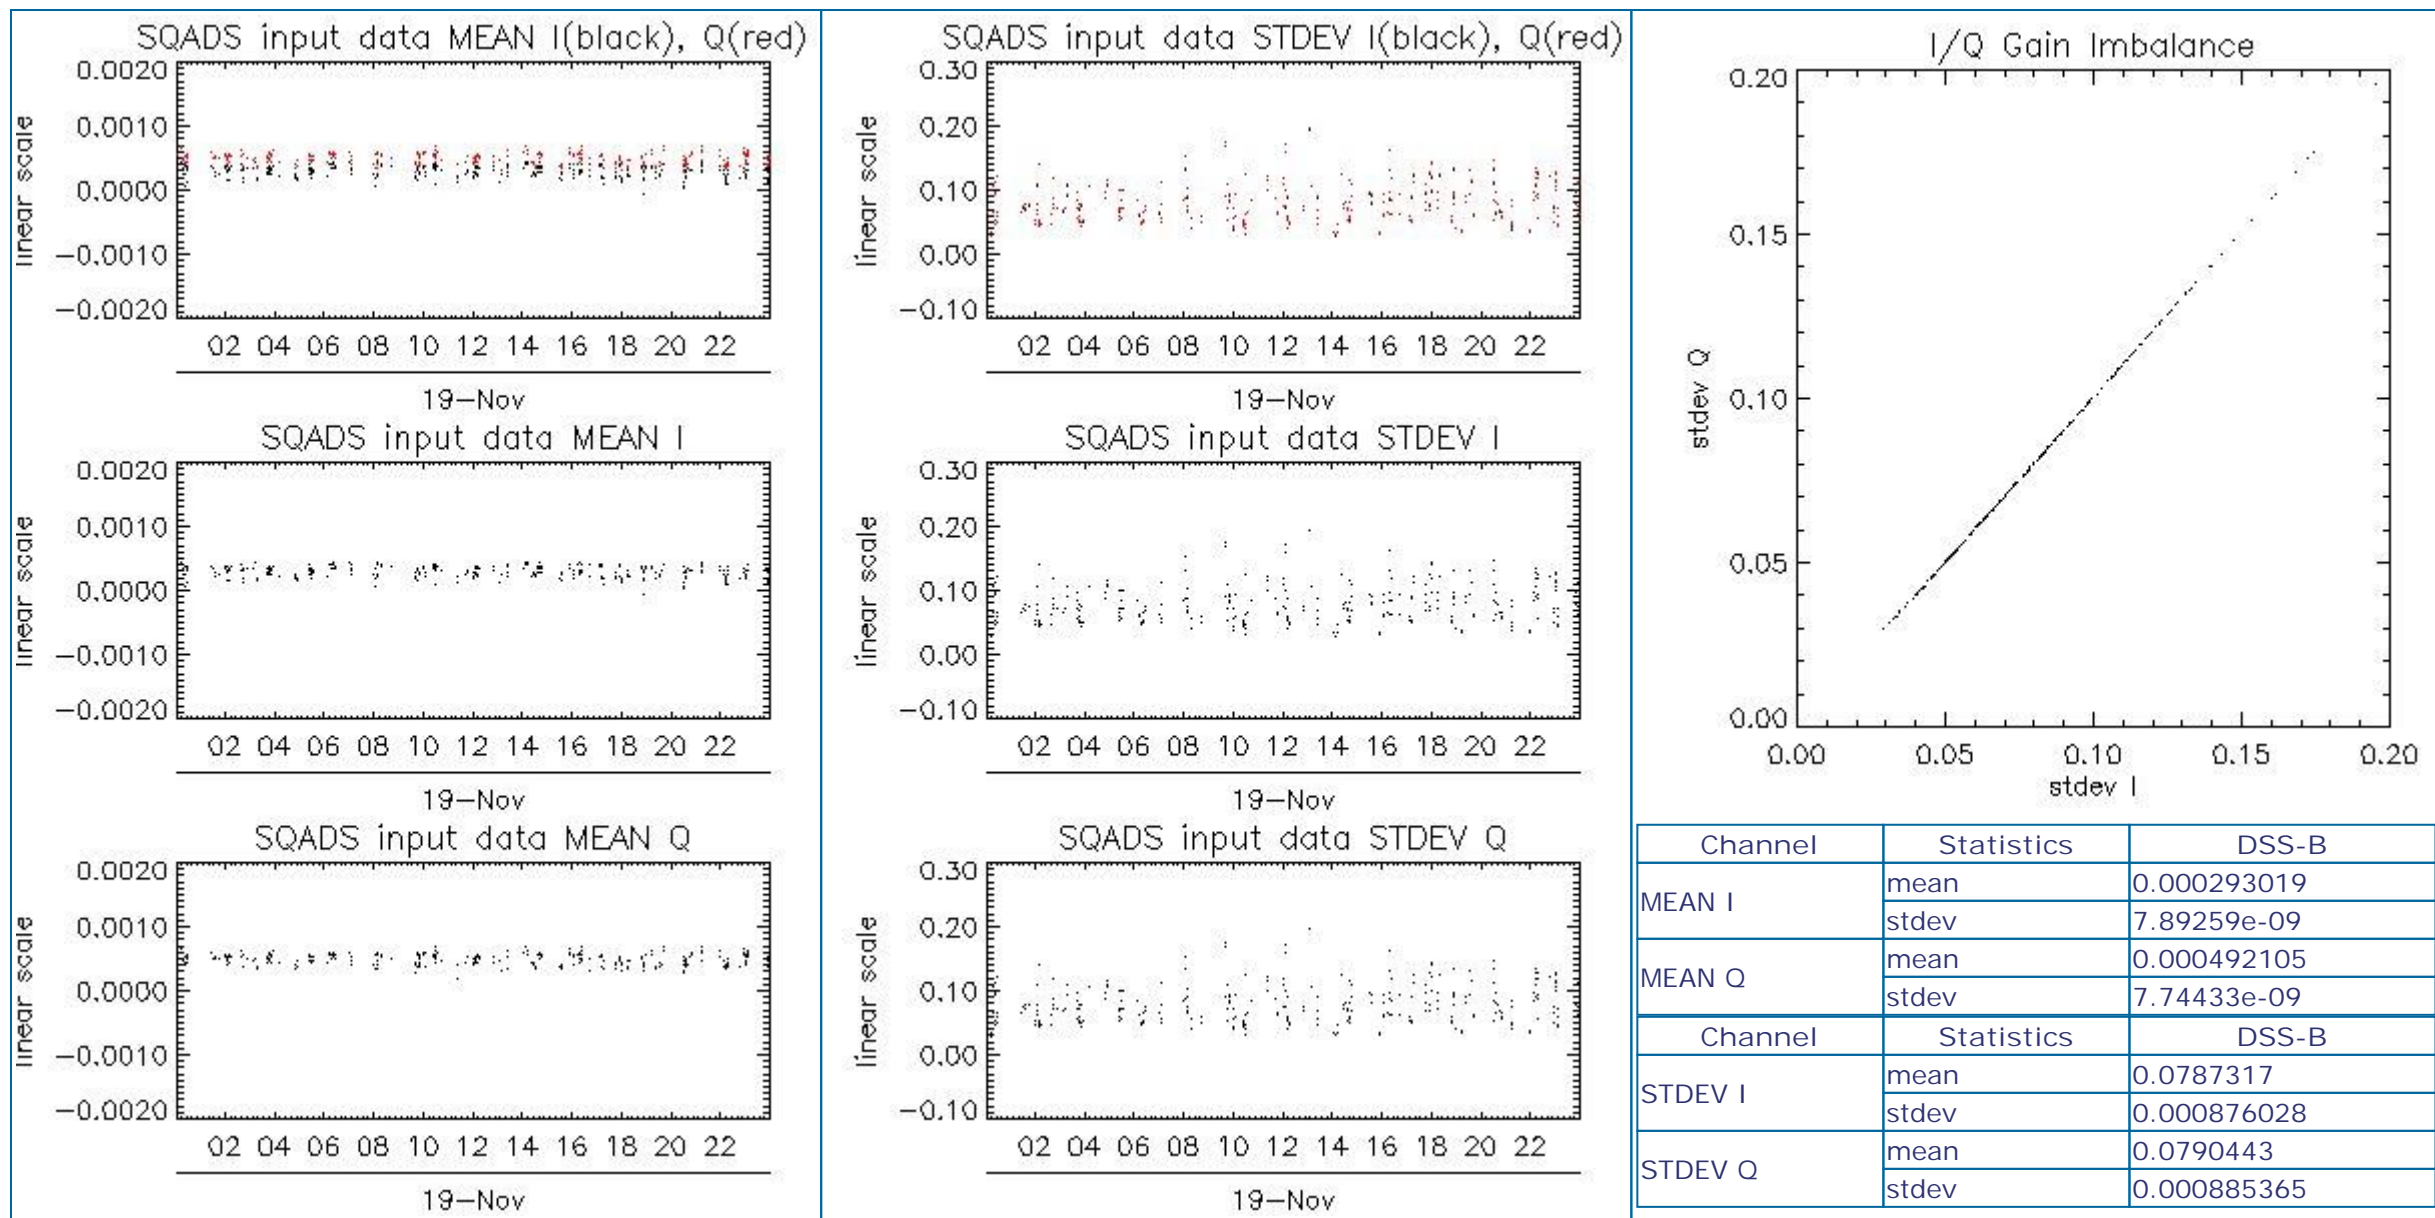 SQADS input data MEAN I(black), Q(red)
linear scale
0.0020
0.0010
0.0000
-0.0010
-0.0020
02 04 06 08 10 12 14 16 18 20 22
19-Nov
SQADS input data MEAN I
linear scale
0.0020
0.0010
0.0000
-0.0010
-0.0020
02 04 06 08 10 12 14 16 18 20 22
19-Nov
SQADS input data MEAN Q
linear scale
0.0020
0.0010
0.0000
-0.0010
-0.0020
02 04 06 08 10 12 14 16 18 20 22
19-Nov
SQADS input data STDEV I(black), Q(red)
linear scale
0.30
0.20
0.10
0.00
-0.10
02 04 06 08 10 12 14 16 18 20 22
19-Nov
SQADS input data STDEV I
linear scale
0.30
0.20
0.10
0.00
-0.10
02 04 06 08 10 12 14 16 18 20 22
19-Nov
SQADS input data STDEV Q
linear scale
0.30
0.20
0.10
0.00
-0.10
02 04 06 08 10 12 14 16 18 20 22
19-Nov
I/Q Gain Imbalance
stdev Q
0.20
0.15
0.10
0.05
0.00
0.00 0.05 0.10 0.15 0.20
stdev I
Channel Statistics DSS-B
MEAN I mean 0.000293019
stdev 7.89259e-09
MEAN Q mean 0.000492105
stdev 7.74433e-09
Channel Statistics DSS-B
STDEV I mean 0.0787317
stdev 0.000876028
STDEV Q mean 0.0790443
stdev 0.000885365